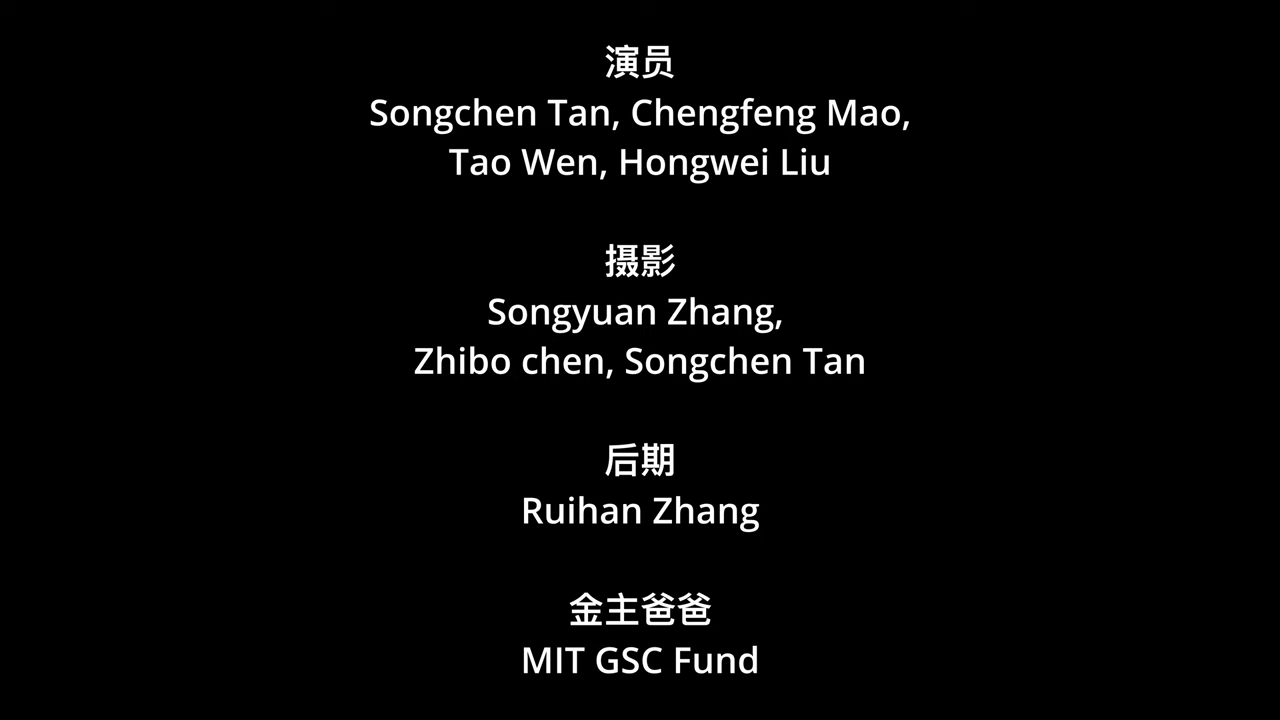 演员
Songchen Tan, Chengfeng Mao,
Tao Wen, Hongwei Liu
摄影
Songyuan Zhang,
Zhibo chen, Songchen Tan
后期
Ruihan Zhang
金主爸爸
MIT GSC Fund